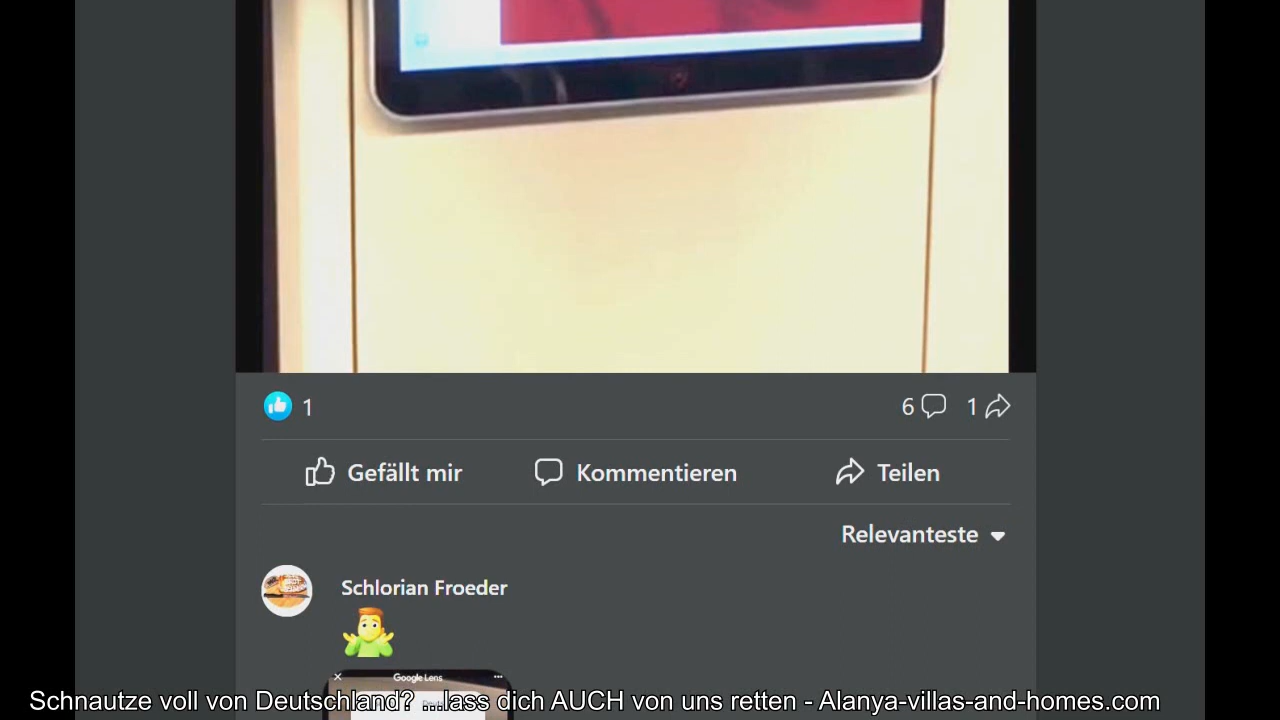 1
6
1
Gefällt mir
Kommentieren
Teilen
Relevanteste
Schlorian Froeder
Google Lens
Schnautze voll von Deutschland? ...lass dich AUCH von uns retten - Alanya-villas-and-homes.com